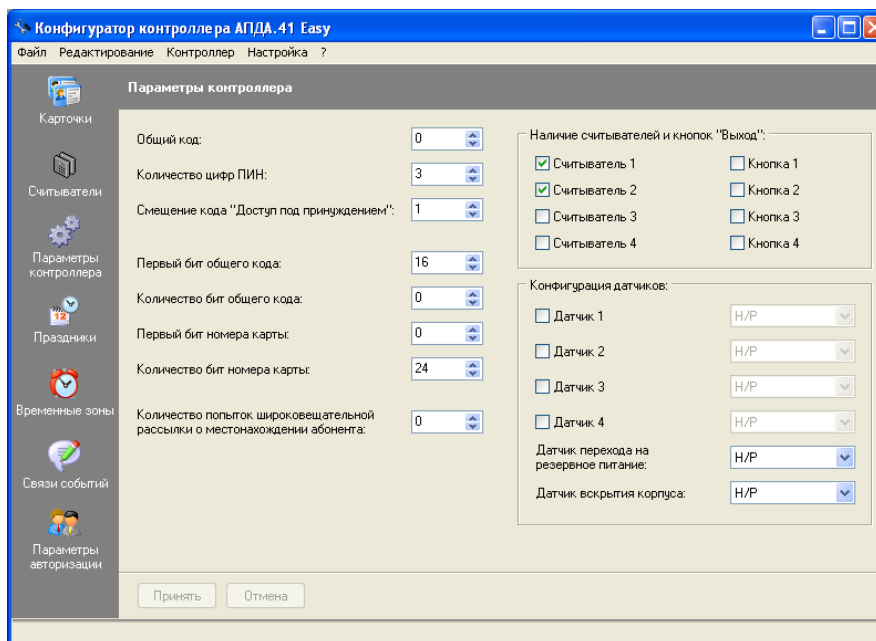 Конфигуратор контроллера АПДА.41 Easy
Файл Редактирование Контроллер Настройка ?
Карточки
Считыватели
Параметры
контроллера
Праздники
Временные зоны
Связи событий
Параметры
авторизации
Параметры контроллера
Общий код: 0
Количество цифр ПИН: 3
Смещение кода "Доступ под принуждением": 1
Первый бит общего кода: 16
Количество бит общего кода: 0
Первый бит номера карты: 0
Количество бит номера карты: 24
Количество попыток широковещательной
рассылки о местонахождении абонента: 0
Наличие считывателей и кнопок "Выход":
Считыватель 1 Кнопка 1
Считыватель 2 Кнопка 2
Считыватель 3 Кнопка 3
Считыватель 4 Кнопка 4
Конфигурация датчиков:
Датчик 1 Н/Р
Датчик 2 Н/Р
Датчик 3 Н/Р
Датчик 4 Н/Р
Датчик перехода на
резервное питание: Н/Р
Датчик вскрытия корпуса: Н/Р
Принять Отмена